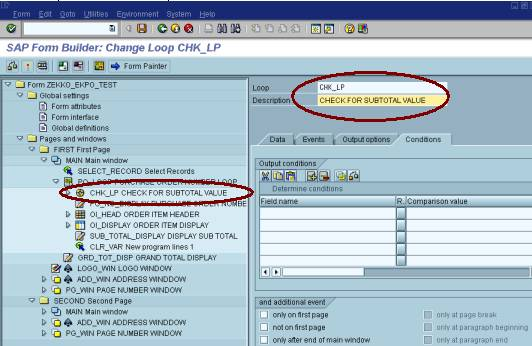 Form Edit Goto Utilities Environment System Help
SAP Form Builder: Change Loop CHK_LP
Form Painter
Form ZEKKO_EKPO_TEST
Global settings
Form attributes
Form interface
Global definitions
Pages and windows
FIRST First Page
MAIN Main window
SELECT_RECORD Select Records
PO_LOOP PURCHASE ORDER NUMBER LOOP
CHK_LP CHECK FOR SUBTOTAL VALUE
PO_NO_DISPLAY PURCHASE ORDER NUMBE
OI_HEAD ORDER ITEM HEADER
OI_DISPLAY ORDER ITEM DISPLAY
SUB_TOTAL_DISPLAY DISPLAY SUB TOTAL
CLR_VAR New program lines 1
GRD_TOT_DISP GRAND TOTAL DISPLAY
LOGO_WIN LOGO WINDOW
ADD_WIN ADDRESS WINDDOW
PG_WIN PAGE NUMBER WINDOW
SECOND Second Page
MAIN Main window
ADD_WIN ADDRESS WINDDOW
PG_WIN PAGE NUMBER WINDOW
Loop CHK_LP
Description CHECK FOR SUBTOTAL VALUE
Data Events Output options Conditions
Output conditions
Determine conditions
Field name R. Comparison value
and additional event
only on first page only at page break
not on first page only at paragraph beginning
only after end of main window only at paragraph end